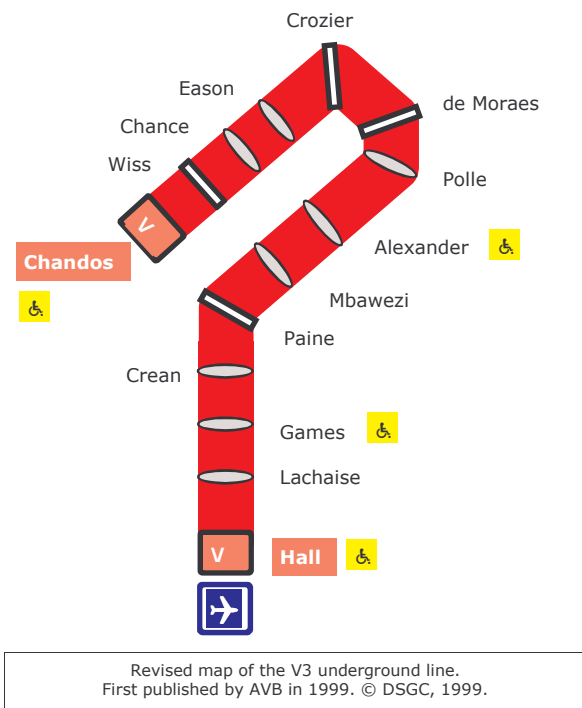 Crozier
Eason
de Moraes
Chance
Wiss
Polle
V
Alexander
Chandos
Mbawezi
Paine
Crean
Games
Lachaise
V
Hall
Revised map of the V3 underground line.
First published by AVB in 1999. © DSGC, 1999.